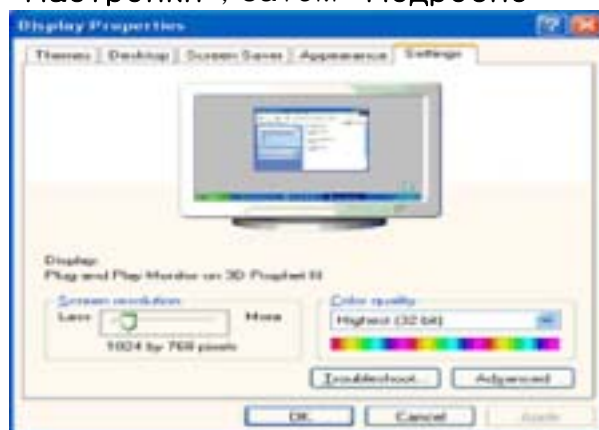 "Настройки", затем "Подробно"
Display Properties
Themes Desktop Screen Saver Appearance Settings
Display:
Plug and Play Monitor on 3D Prophet III
Screen resolution
Less More
1024 by 768 pixels
Color quality
Highest (32 bit)
Troubleshoot... Advanced
OK Cancel Apply